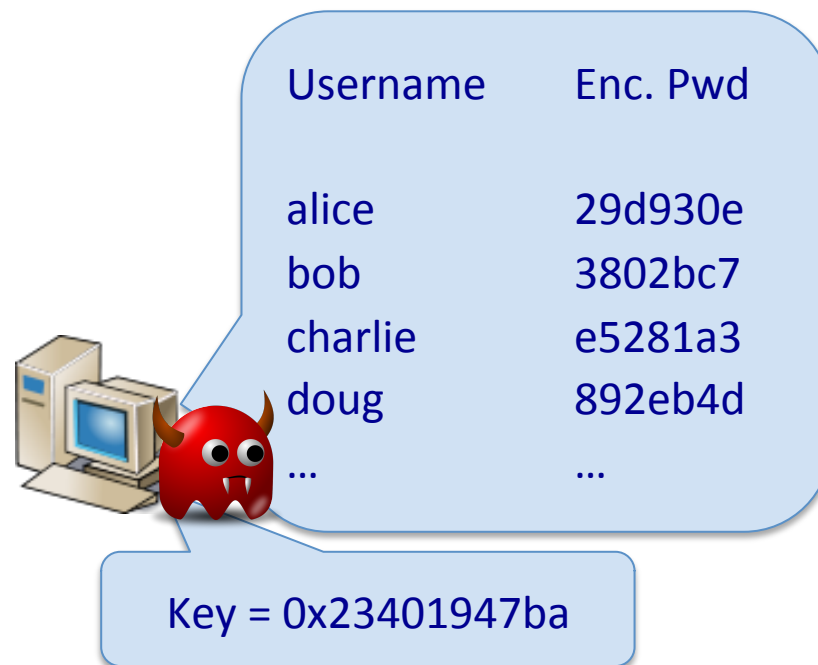 Username Enc. Pwd
alice 29d930e
bob 3802bc7
charlie e5281a3
doug 892eb4d
... ...
Key = 0x23401947ba